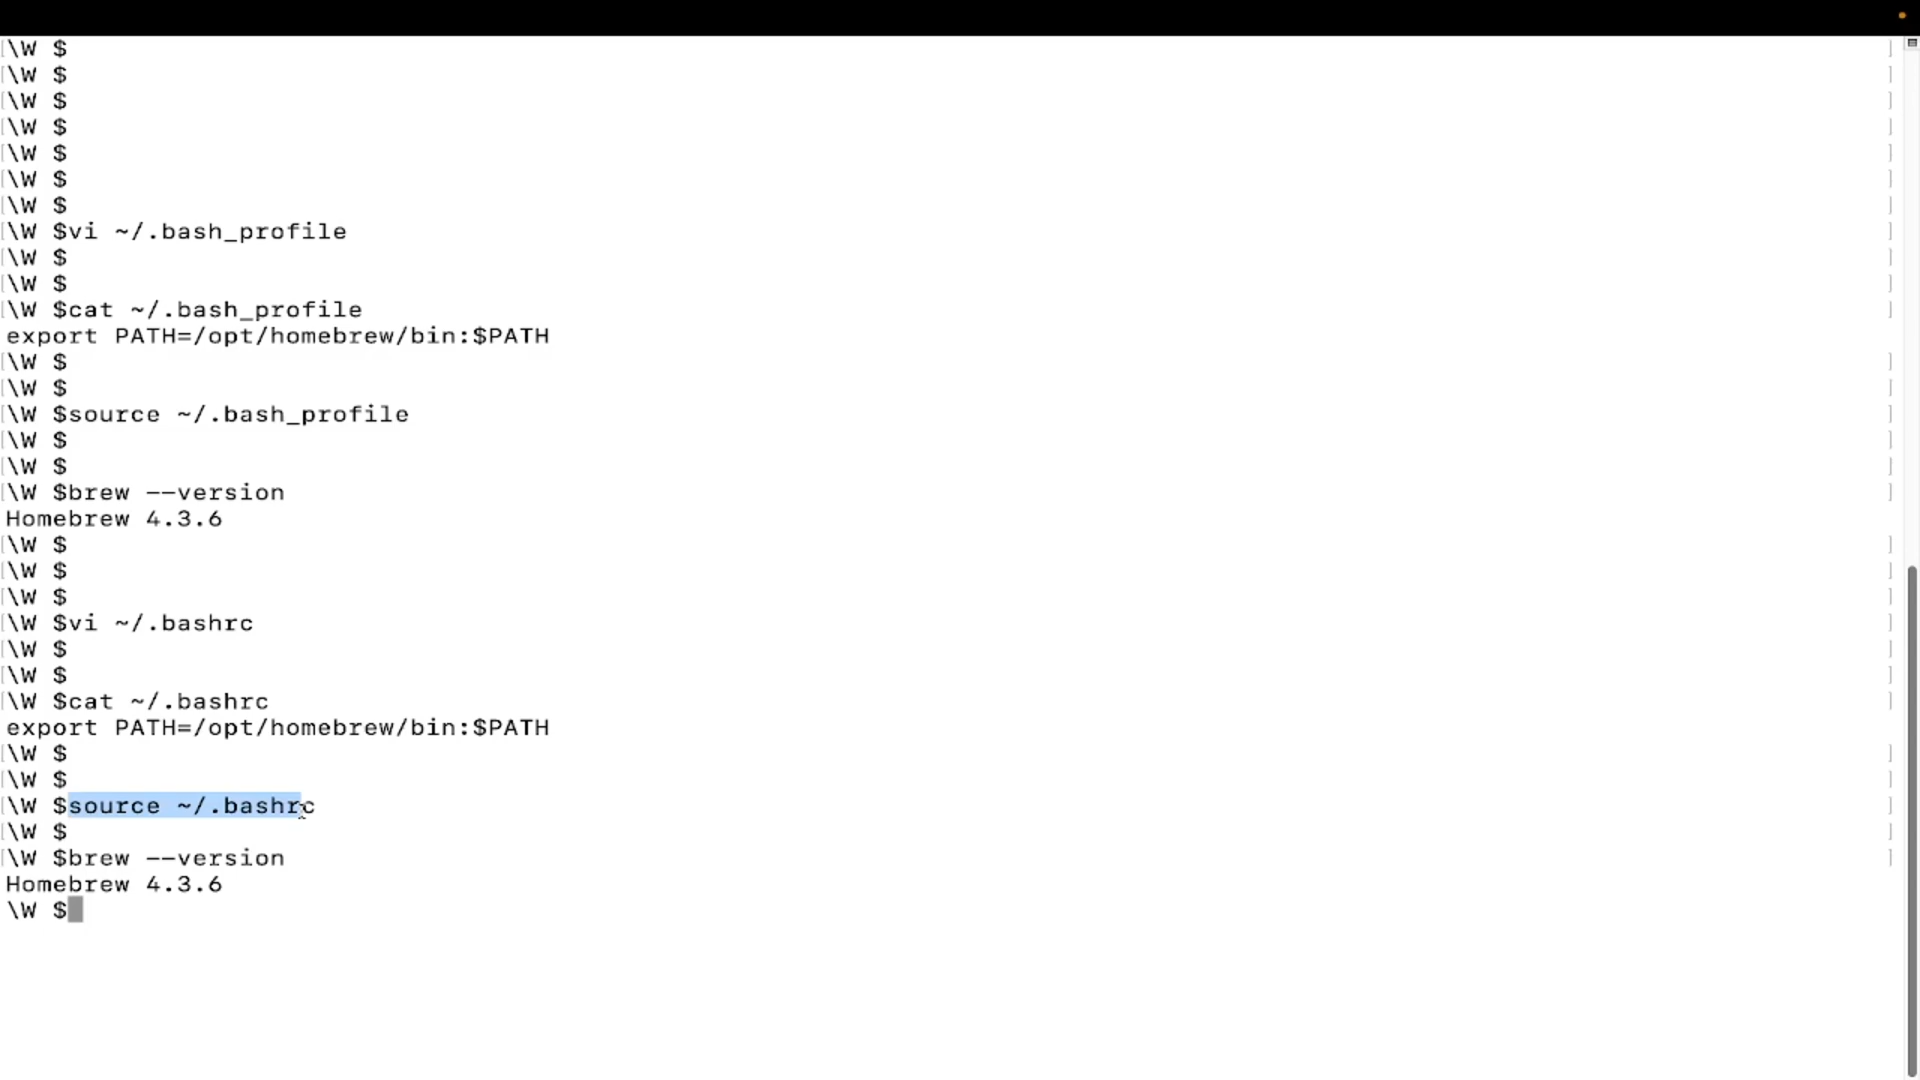 [\W $ ]
[\W $ ]
[\W $ ]
[\W $ ]
[\W $ ]
[\W $ ]
[\W $ ]
[\W $vi ~/.bash_profile ]
[\W $ ]
[\W $ ]
[\W $cat ~/.bash_profile ]
export PATH=/opt/homebrew/bin:$PATH
[\W $ ]
[\W $ ]
[\W $source ~/.bash_profile ]
[\W $ ]
[\W $ ]
[\W $brew --version ]
Homebrew 4.3.6
[\W $ ]
[\W $ ]
[\W $ ]
[\W $vi ~/.bashrc ]
[\W $ ]
[\W $ ]
[\W $cat ~/.bashrc ]
export PATH=/opt/homebrew/bin:$PATH
[\W $ ]
[\W $ ]
[\W $source ~/.bashrc ]
[\W $ ]
[\W $brew --version ]
Homebrew 4.3.6
\W $